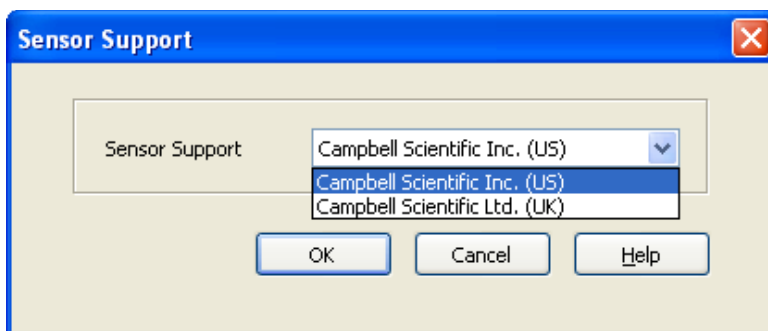 Sensor Support
Sensor Support Campbell Scientific Inc. (US)
Campbell Scientific Inc. (US)
Campbell Scientific Ltd. (UK)
OK Cancel Help